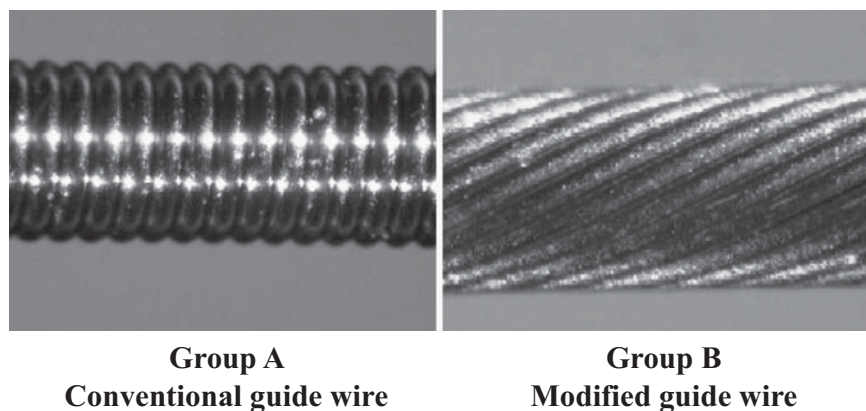 Group A
Conventional guide wire
Group B
Modified guide wire